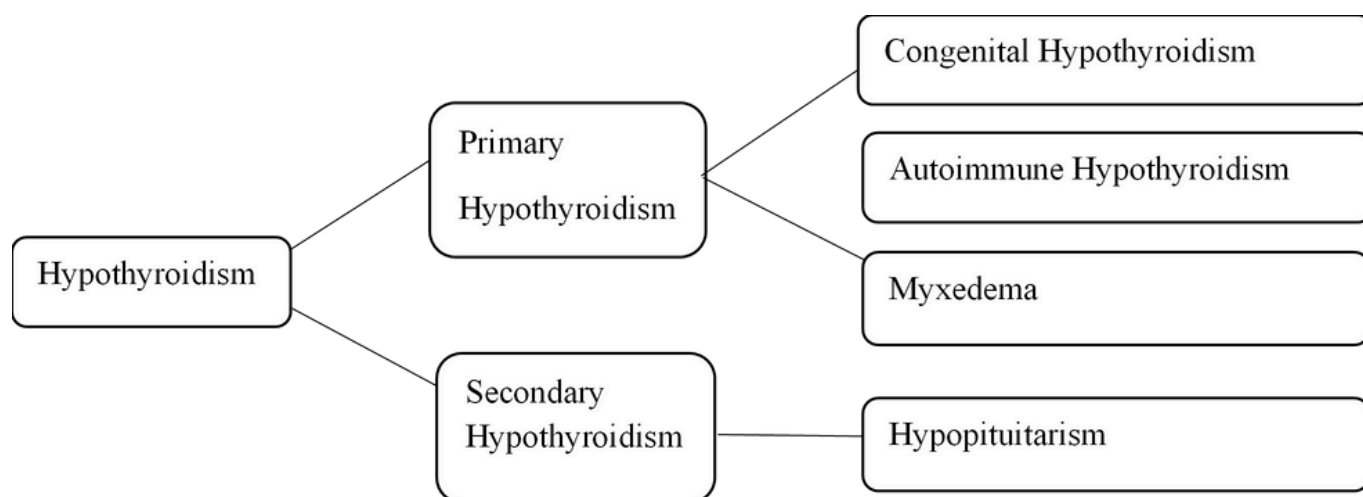 Hypothyroidism
Primary
Hypothyroidism
Secondary
Hypothyroidism
Congenital Hypothyroidism
Autoimmune Hypothyroidism
Myxedema
Hypopituitarism